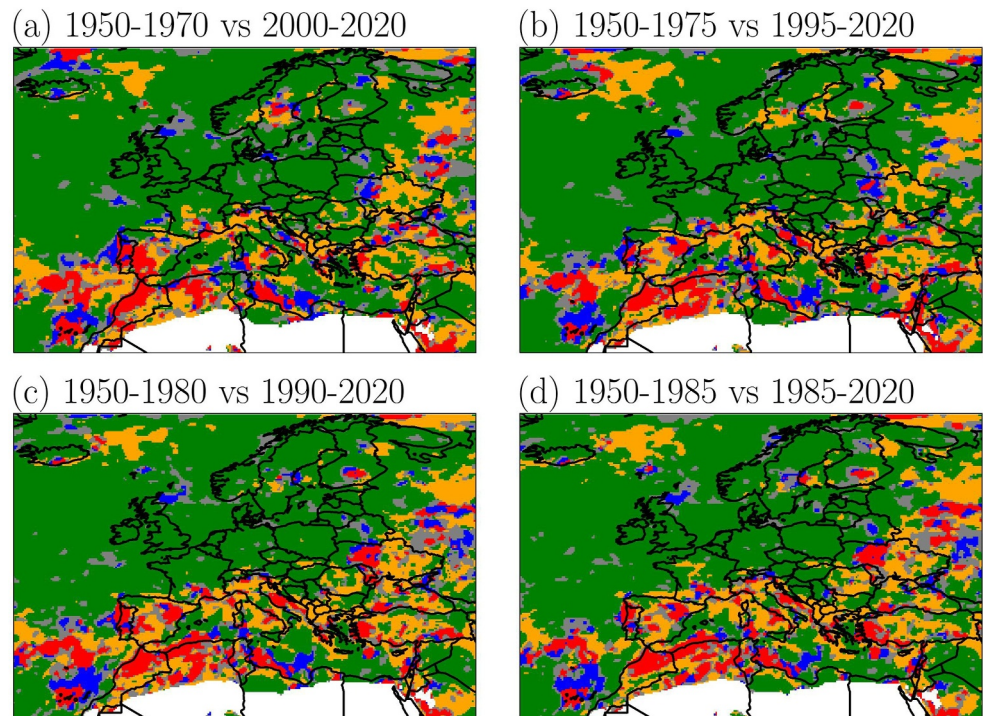 (a) 1950-1970 vs 2000-2020
(b) 1950-1975 vs 1995-2020
(c) 1950-1980 vs 1990-2020
(d) 1950-1985 vs 1985-2020